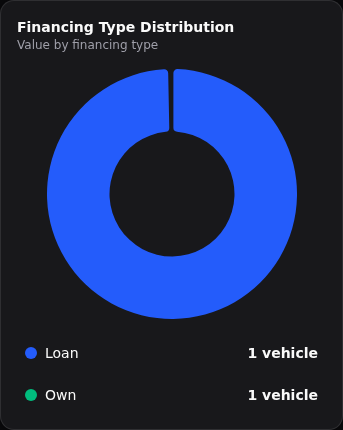 Financing Type Distribution
Value by financing type
Loan 1 vehicle
Own 1 vehicle